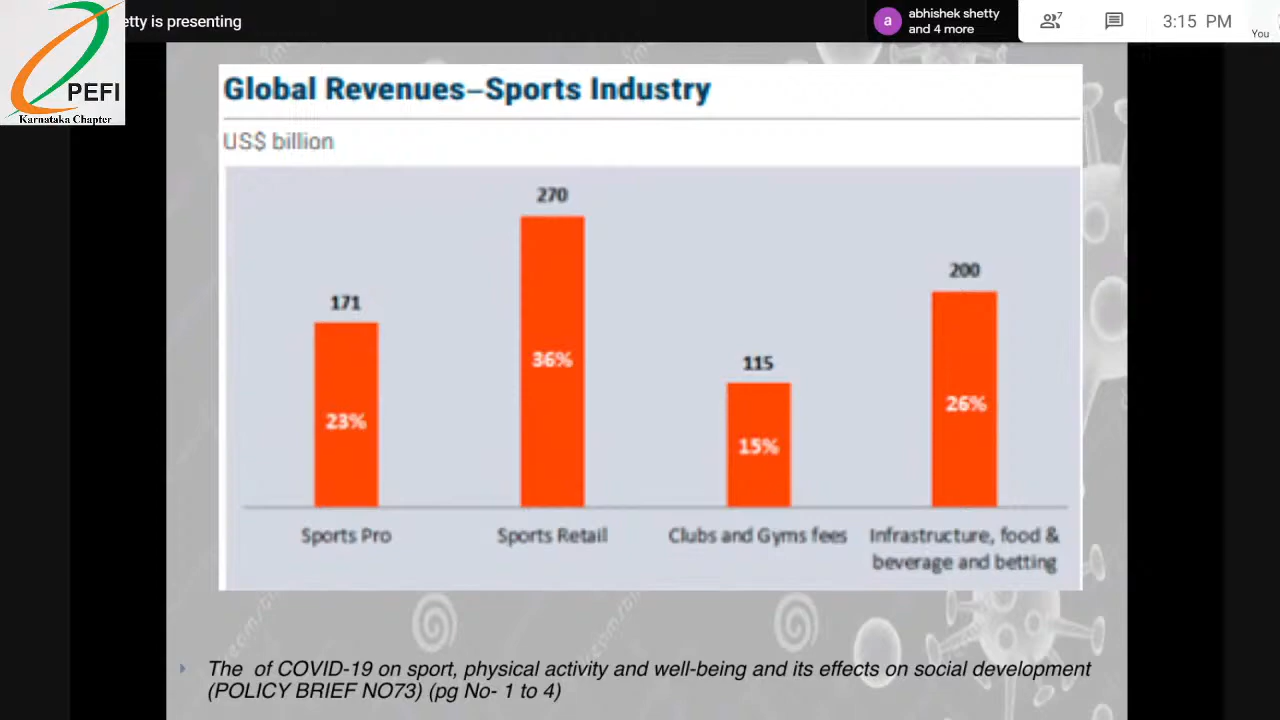 etty is presenting
abhishek shetty
and 4 more
a
7
3:15 PM
You
PEFI
Karnataka Chapter
Global Revenues–Sports Industry
US$ billion
270
200
171
115
36%
26%
23%
15%
Sports Pro
Sports Retail
Clubs and Gyms fees
Infrastructure, food &
beverage and betting
The of COVID-19 on sport, physical activity and well-being and its effects on social development
(POLICY BRIEF NO73) (pg No- 1 to 4)